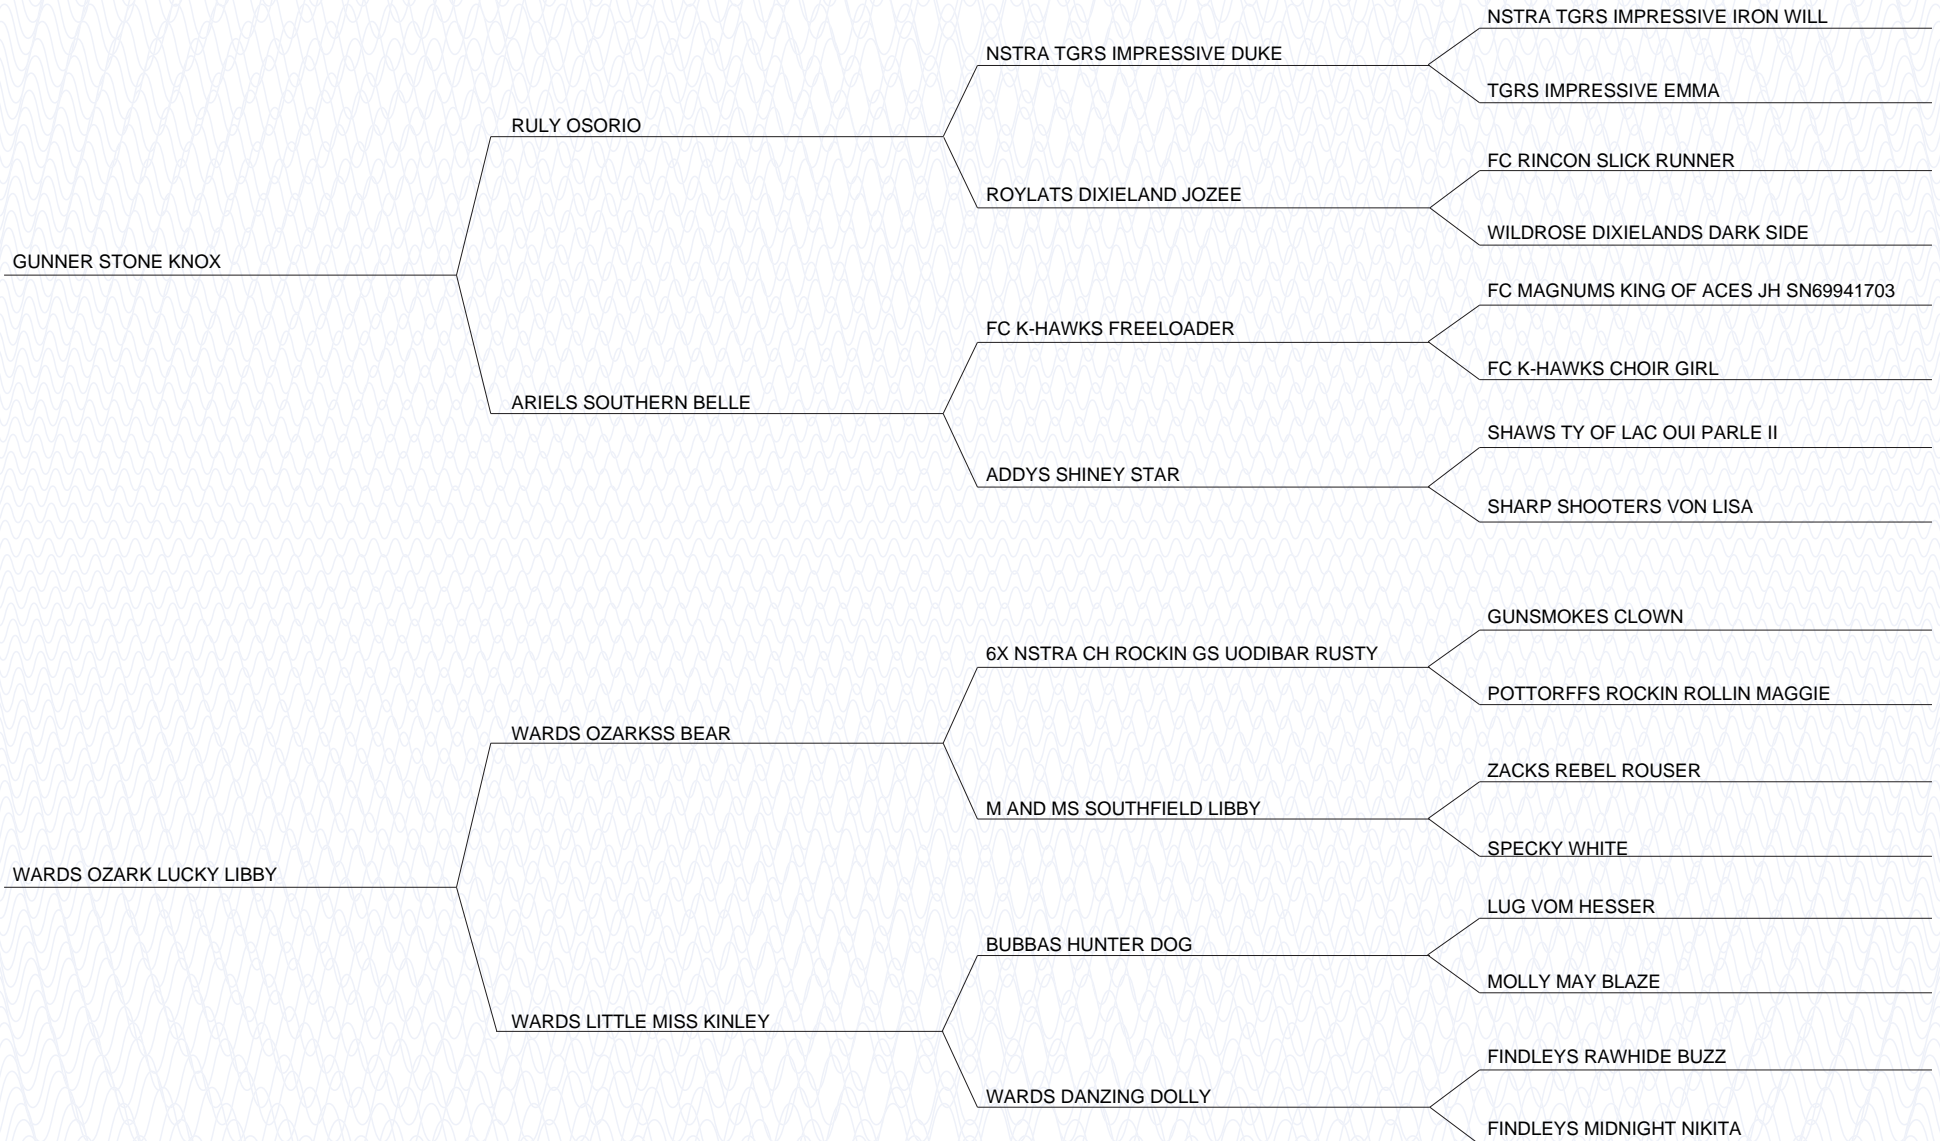 NSTRA TGRS IMPRESSIVE IRON WILL
NSTRA TGRS IMPRESSIVE DUKE
TGRS IMPRESSIVE EMMA
RULY OSORIO
FC RINCON SLICK RUNNER
ROYLATS DIXIELAND JOZEE
WILDROSE DIXIELANDS DARK SIDE
GUNNER STONE KNOX
FC MAGNUMS KING OF ACES JH SN69941703
FC K-HAWKS FREELOADER
FC K-HAWKS CHOIR GIRL
ARIELS SOUTHERN BELLE
SHAWS TY OF LAC OUI PARLE II
ADDYS SHINEY STAR
SHARP SHOOTERS VON LISA
GUNSMOKES CLOWN
6X NSTRA CH ROCKIN GS UODIBAR RUSTY
POTTORFFS ROCKIN ROLLIN MAGGIE
WARDS OZARKSS BEAR
ZACKS REBEL ROUSER
M AND MS SOUTHFIELD LIBBY
SPECKY WHITE
WARDS OZARK LUCKY LIBBY
LUG VOM HESSER
BUBBAS HUNTER DOG
MOLLY MAY BLAZE
WARDS LITTLE MISS KINLEY
FINDLEYS RAWHIDE BUZZ
WARDS DANZING DOLLY
FINDLEYS MIDNIGHT NIKITA